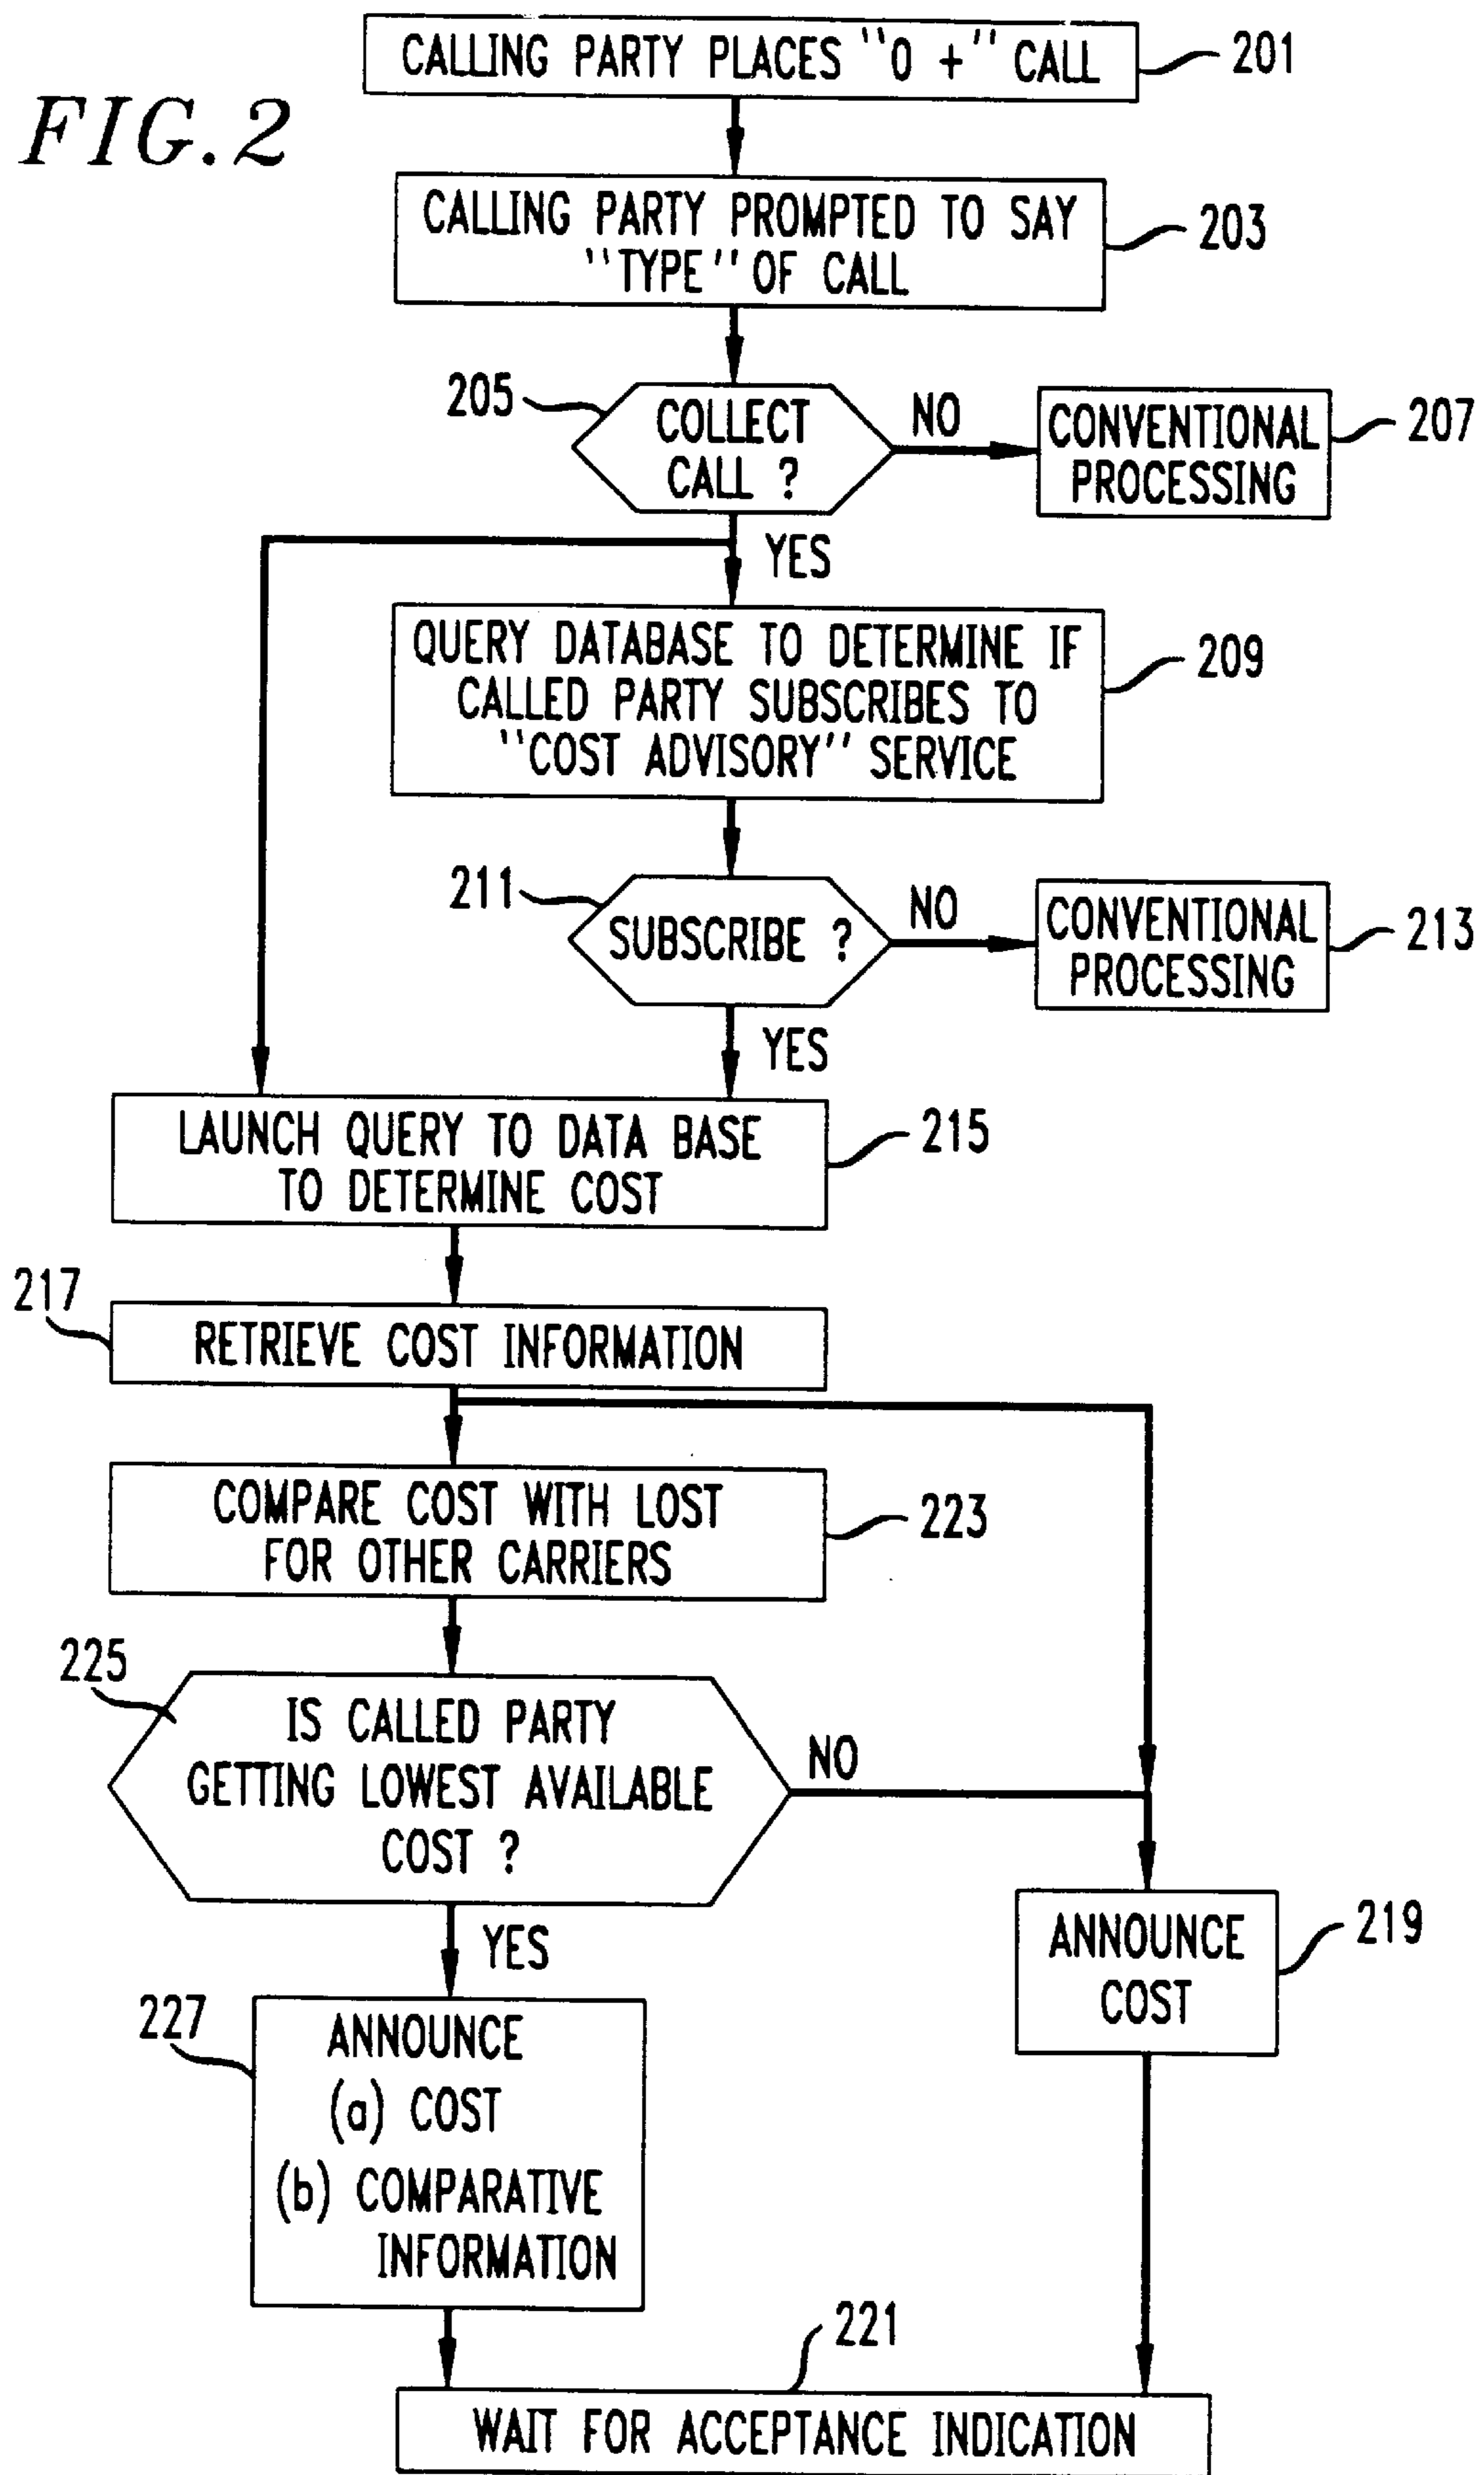 FIG. 2
CALLING PARTY PLACES "0 +" CALL
201
CALLING PARTY PROMPTED TO SAY
"TYPE" OF CALL
203
205
COLLECT
CALL ?
NO
CONVENTIONAL
PROCESSING
207
YES
QUERY DATABASE TO DETERMINE IF
CALLED PARTY SUBSCRIBES TO
"COST ADVISORY" SERVICE
209
211
SUBSCRIBE ?
NO
CONVENTIONAL
PROCESSING
213
YES
LAUNCH QUERY TO DATA BASE
TO DETERMINE COST
215
217
RETRIEVE COST INFORMATION
COMPARE COST WITH LOST
FOR OTHER CARRIERS
223
225
IS CALLED PARTY
GETTING LOWEST AVAILABLE
COST ?
NO
YES
ANNOUNCE
COST
219
227
ANNOUNCE
(a) COST
(b) COMPARATIVE
INFORMATION
221
WAIT FOR ACCEPTANCE INDICATION